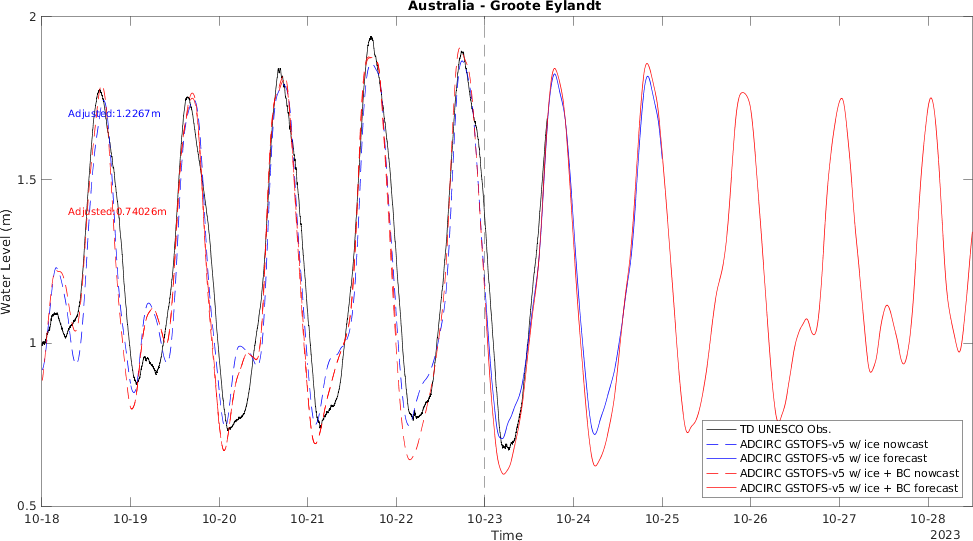 Australia - Groote Eylandt
2
1.5
1
0.5
Water Level (m)
Adjusted:1.2267m
Adjusted:0.74026m
TD UNESCO Obs.
ADCIRC GSTOFS-v5 w/ ice nowcast
ADCIRC GSTOFS-v5 w/ ice forecast
ADCIRC GSTOFS-v5 w/ ice + BC nowcast
ADCIRC GSTOFS-v5 w/ ice + BC forecast
10-18 10-19 10-20 10-21 10-22 10-23 10-24 10-25 10-26 10-27 10-28
2023
Time